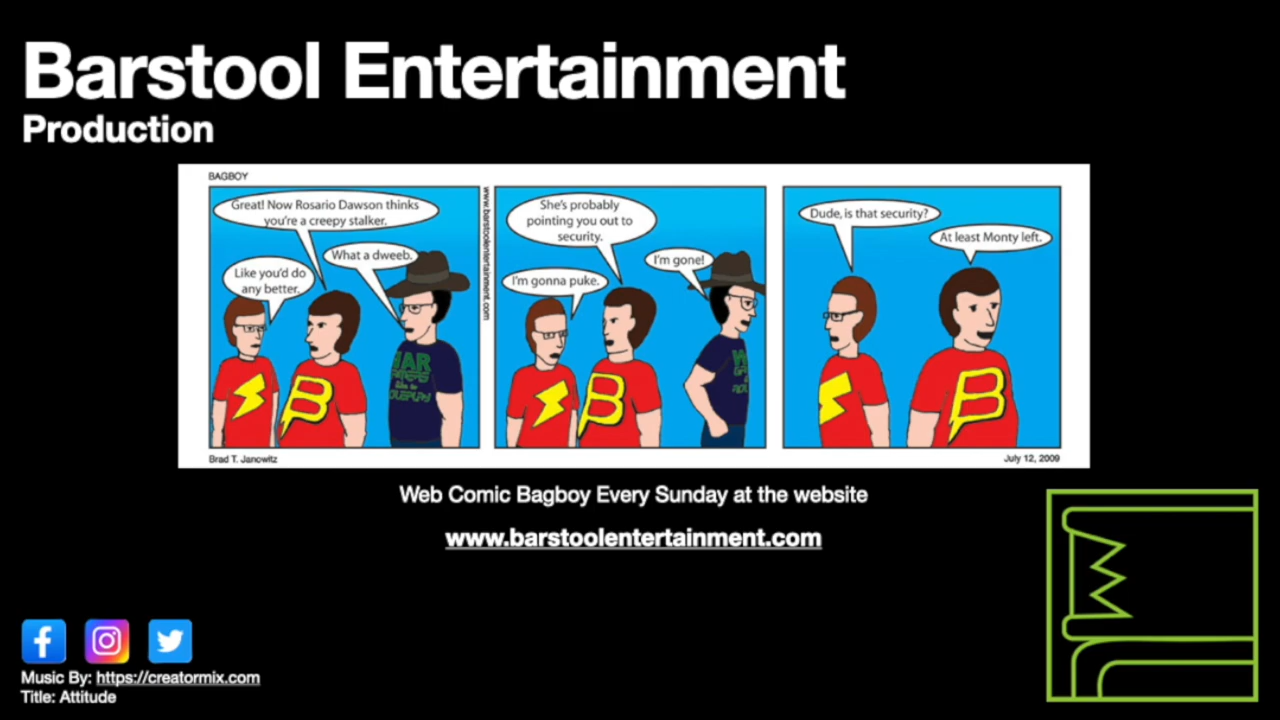 Barstool Entertainment
Production
BAGBOY
Great! Now Rosario Dawson thinks
you're a creepy stalker.
What a dweeb.
Like you'd do
any better.
www.barstoolentertainment.com
She's probably
pointing you out to
security.
I'm gone!
I'm gonna puke.
Dude, is that security?
At least Monty left.
Brad T. Janowitz
July 12, 2009
Web Comic Bagboy Every Sunday at the website
www.barstoolentertainment.com
Music By: https://creatormix.com
Title: Attitude